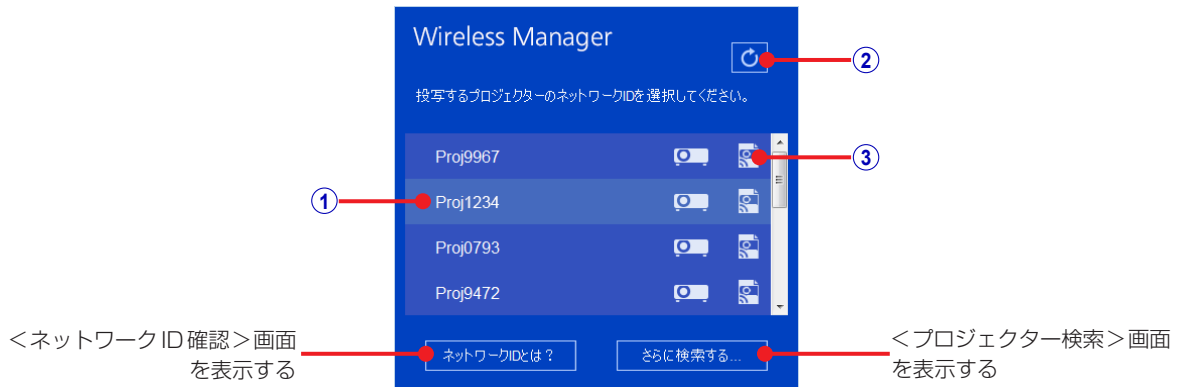 Wireless Manager
②
投写するプロジェクターのネットワークIDを選択してください。
Proj9967
③
① Proj1234
Proj0793
Proj9472
<ネットワークID確認>画面
を表示する
ネットワークIDとは?
さらに検索する...
<プロジェクター検索>画面
を表示する